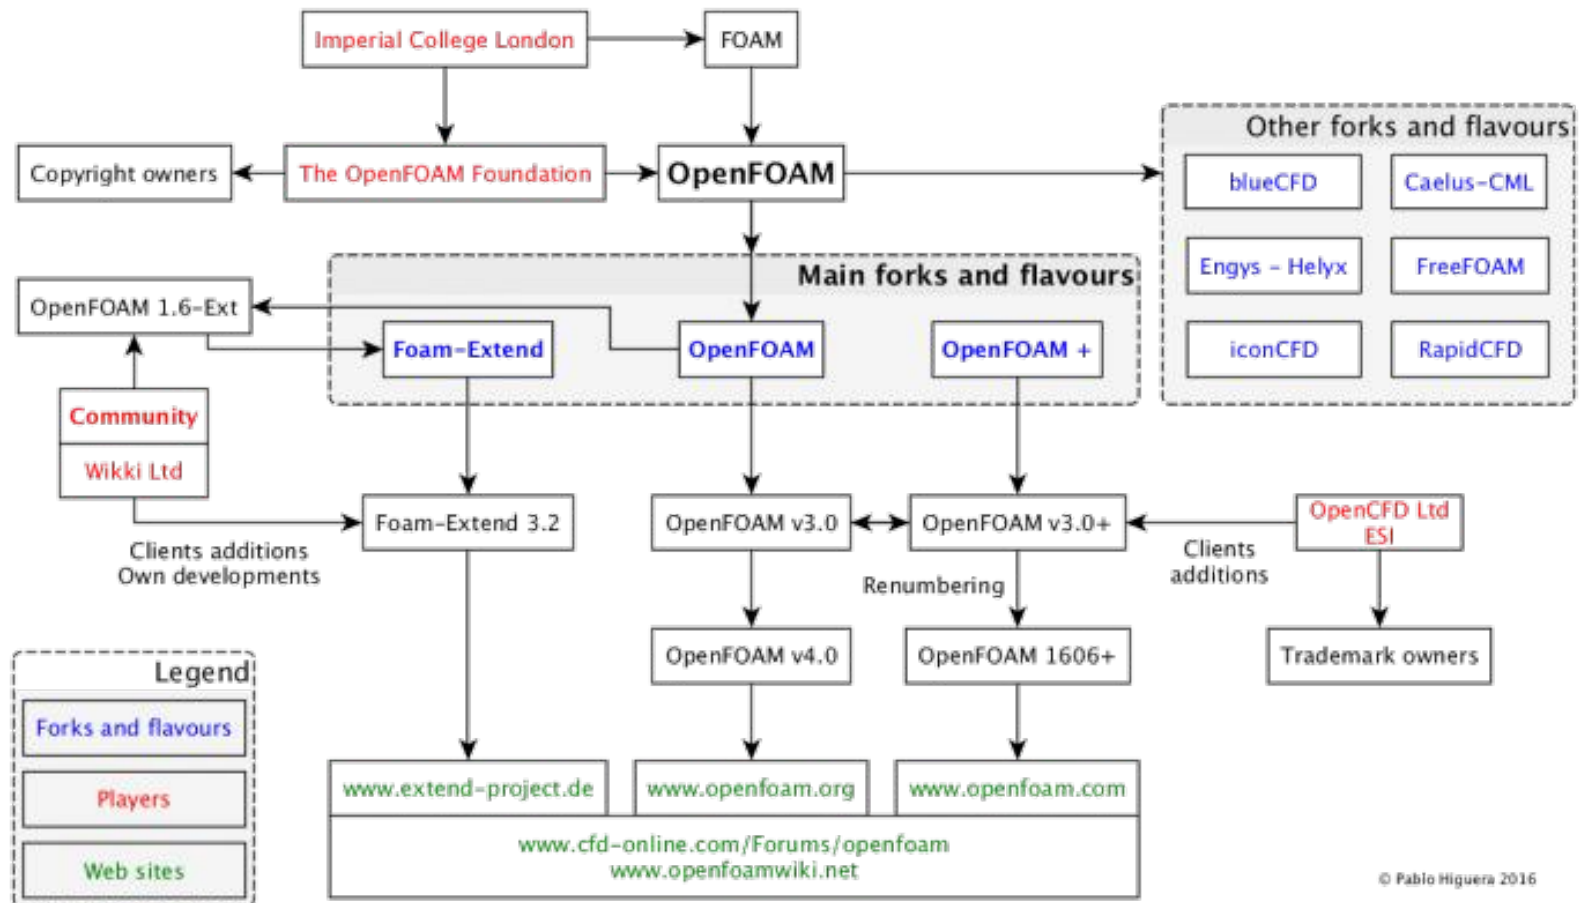 Imperial College London
FOAM
Other forks and flavours
Copyright owners
The OpenFOAM Foundation
OpenFOAM
blueCFD
Caelus-CML
Engys - Helyx
FreeFOAM
iconCFD
RapidCFD
Main forks and flavours
OpenFOAM 1.6-Ext
Foam-Extend
OpenFOAM
OpenFOAM +
Community
Wikki Ltd
Foam-Extend 3.2
OpenFOAM v3.0
OpenFOAM v3.0+
OpenCFD Ltd
ESI
Clients additions
Own developments
Clients
additions
Renumbering
OpenFOAM v4.0
OpenFOAM 1606+
Trademark owners
Legend
Forks and flavours
Players
Web sites
www.extend-project.de
www.openfoam.org
www.openfoam.com
www.cfd-online.com/Forums/openfoam
www.openfoamwiki.net
© Pablo Higuera 2016